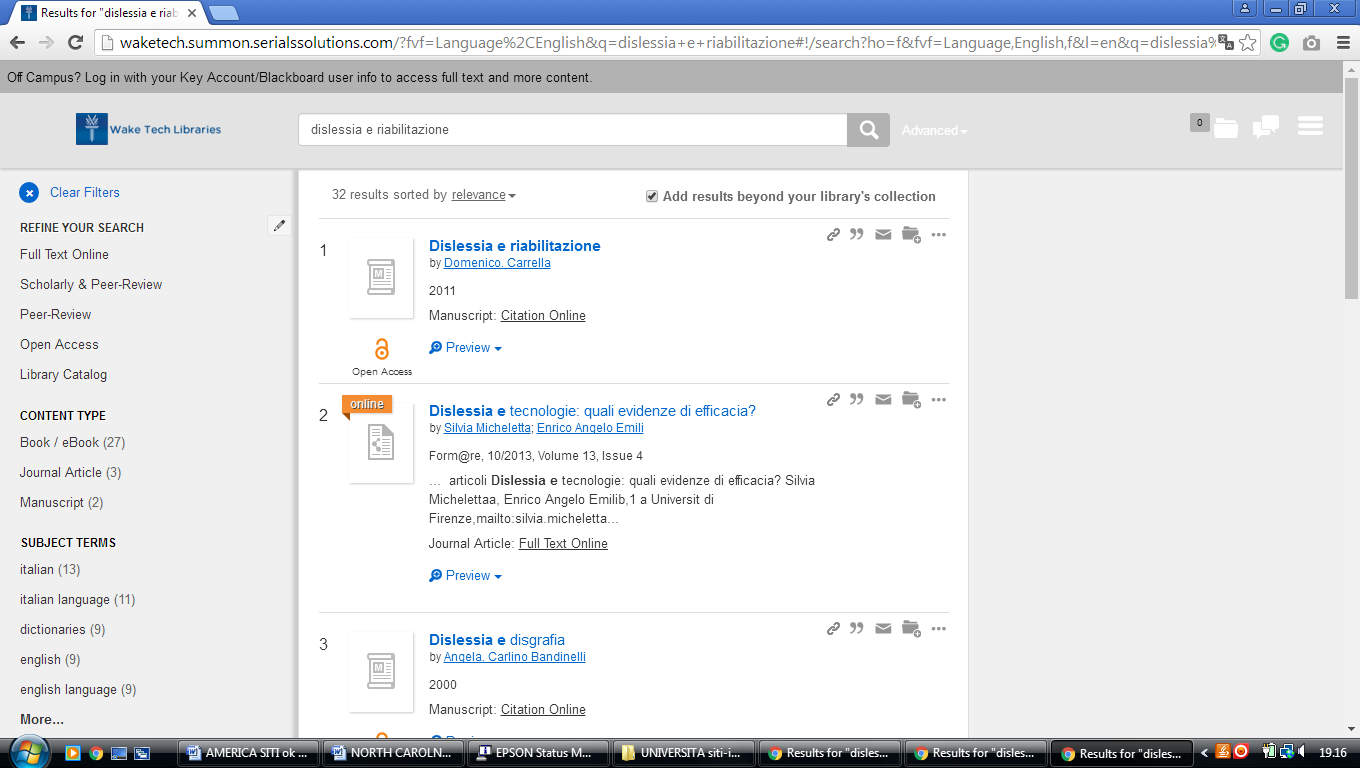 Results for "dislessia e riab
waketech.summon.serialssolutions.com/?fvf=Language%2CEnglish&q=dislessia+e+riabilitazione#!/search?ho=f&fvf=Language,English,f&l=en&q=dislessia%
Off Campus? Log in with your Key Account/Blackboard user info to access full text and more content.
Wake Tech Libraries
dislessia e riabilitazione
Advanced
0
Clear Filters
REFINE YOUR SEARCH
Full Text Online
Scholarly & Peer-Review
Peer-Review
Open Access
Library Catalog
CONTENT TYPE
Book / eBook (27)
Journal Article (3)
Manuscript (2)
SUBJECT TERMS
italian (13)
italian language (11)
dictionaries (9)
english (9)
english language (9)
More...
32 results sorted by relevance
Add results beyond your library's collection
1
Dislessia e riabilitazione
by Domenico. Carrella
2011
Manuscript: Citation Online
Preview
Open Access
2
online
Dislessia e tecnologie: quali evidenze di efficacia?
by Silvia Micheletta; Enrico Angelo Emili
Form@re, 10/2013, Volume 13, Issue 4
... articoli Dislessia e tecnologie: quali evidenze di efficacia? Silvia
Michelettaa, Enrico Angelo Emilib,1 a Universit di
Firenze,mailto:silvia.micheletta...
Journal Article: Full Text Online
Preview
3
Dislessia e disgrafia
by Angela. Carlino Bandinelli
2000
Manuscript: Citation Online
AMERICA SITI ok ...
NORTH CAROLN...
EPSON Status M...
UNIVERSITA siti-i...
Results for "disles...
Results for "disles...
Results for "disles...
19.16